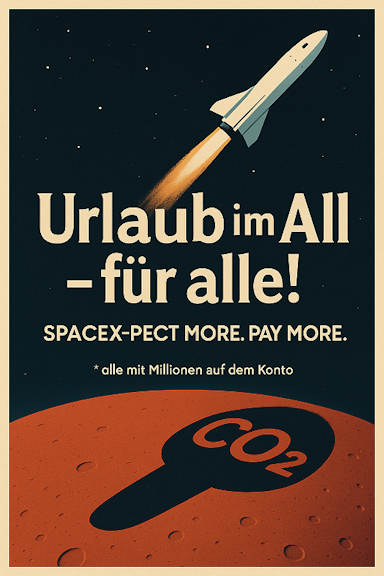 Urlaub im All
– für alle!
SPACEX-PECT MORE. PAY MORE.
* alle mit Millionen auf dem Konto
CO₂